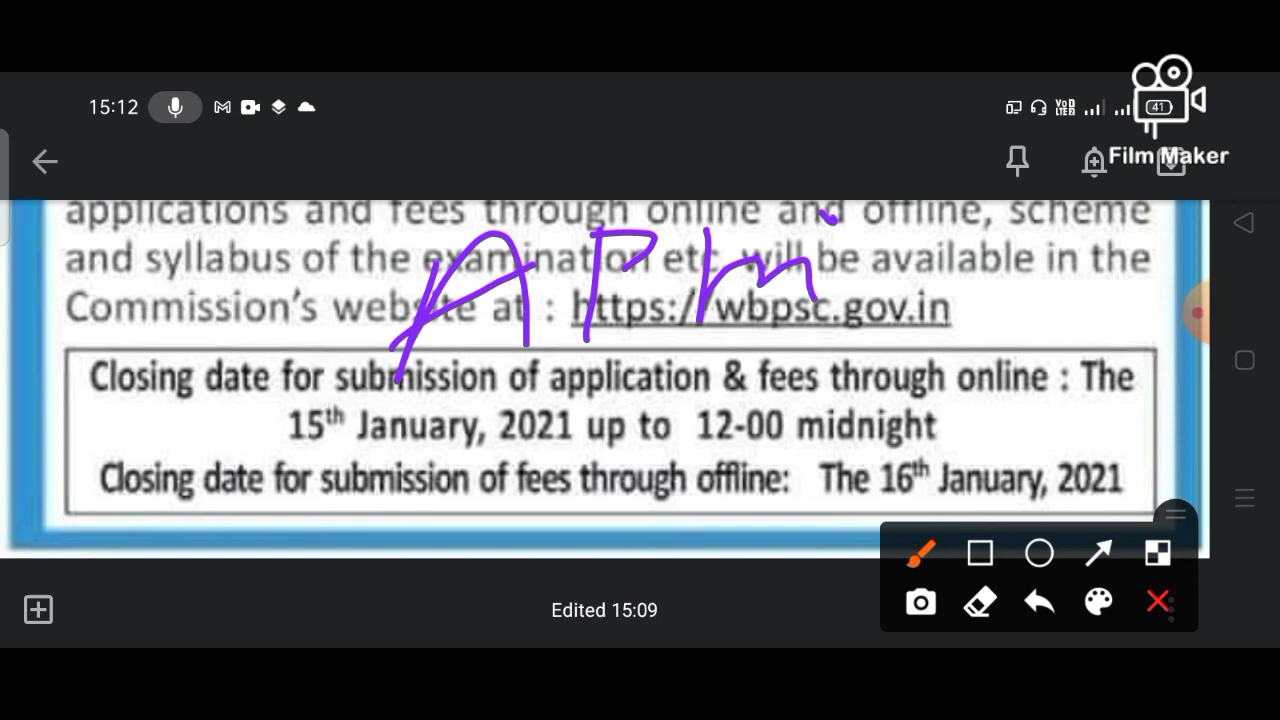 15:12
41
Film Maker
applications and fees through online and offline, scheme
and syllabus of the examination etc. will be available in the
Commission's website at : https://wbpsc.gov.in
Closing date for submission of application & fees through online : The
15th January, 2021 up to 12-00 midnight
Closing date for submission of fees through offline: The 16th January, 2021
Edited 15:09